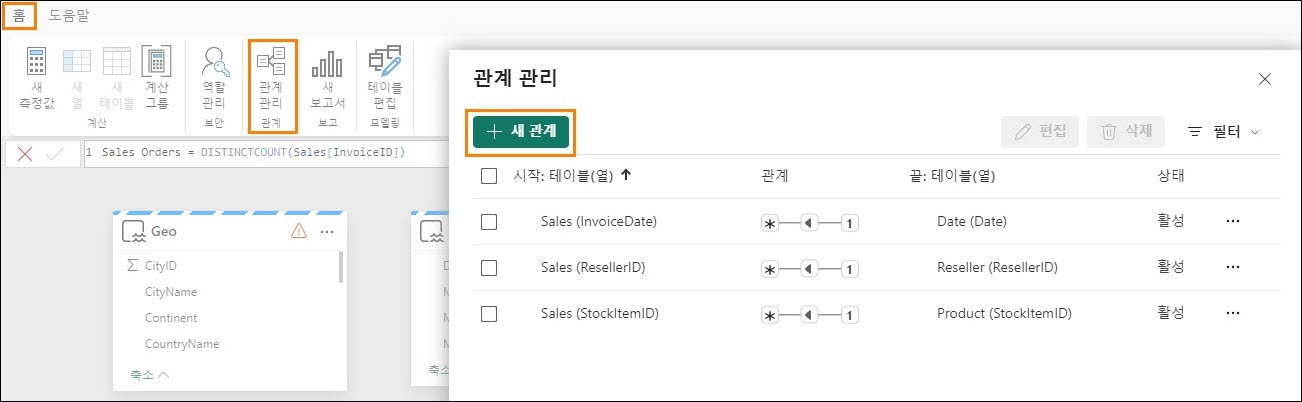 홈 도움말
새 측정값
새 열
새 테이블
계산 그룹
계산
역할 관리
보안
관계 관리
관계
새 보고서
보고
테이블 편집
모델링
1 Sales Orders = DISTINCTCOUNT(Sales[InvoiceID])
Geo
CityID
CityName
Continent
CountryName
축소
관계 관리
새 관계 편집 삭제 필터
시작: 테이블(열) 관계 끝: 테이블(열) 상태
Sales (InvoiceDate) * 1 Date (Date) 활성
Sales (ResellerID) * 1 Reseller (ResellerID) 활성
Sales (StockItemID) * 1 Product (StockItemID) 활성